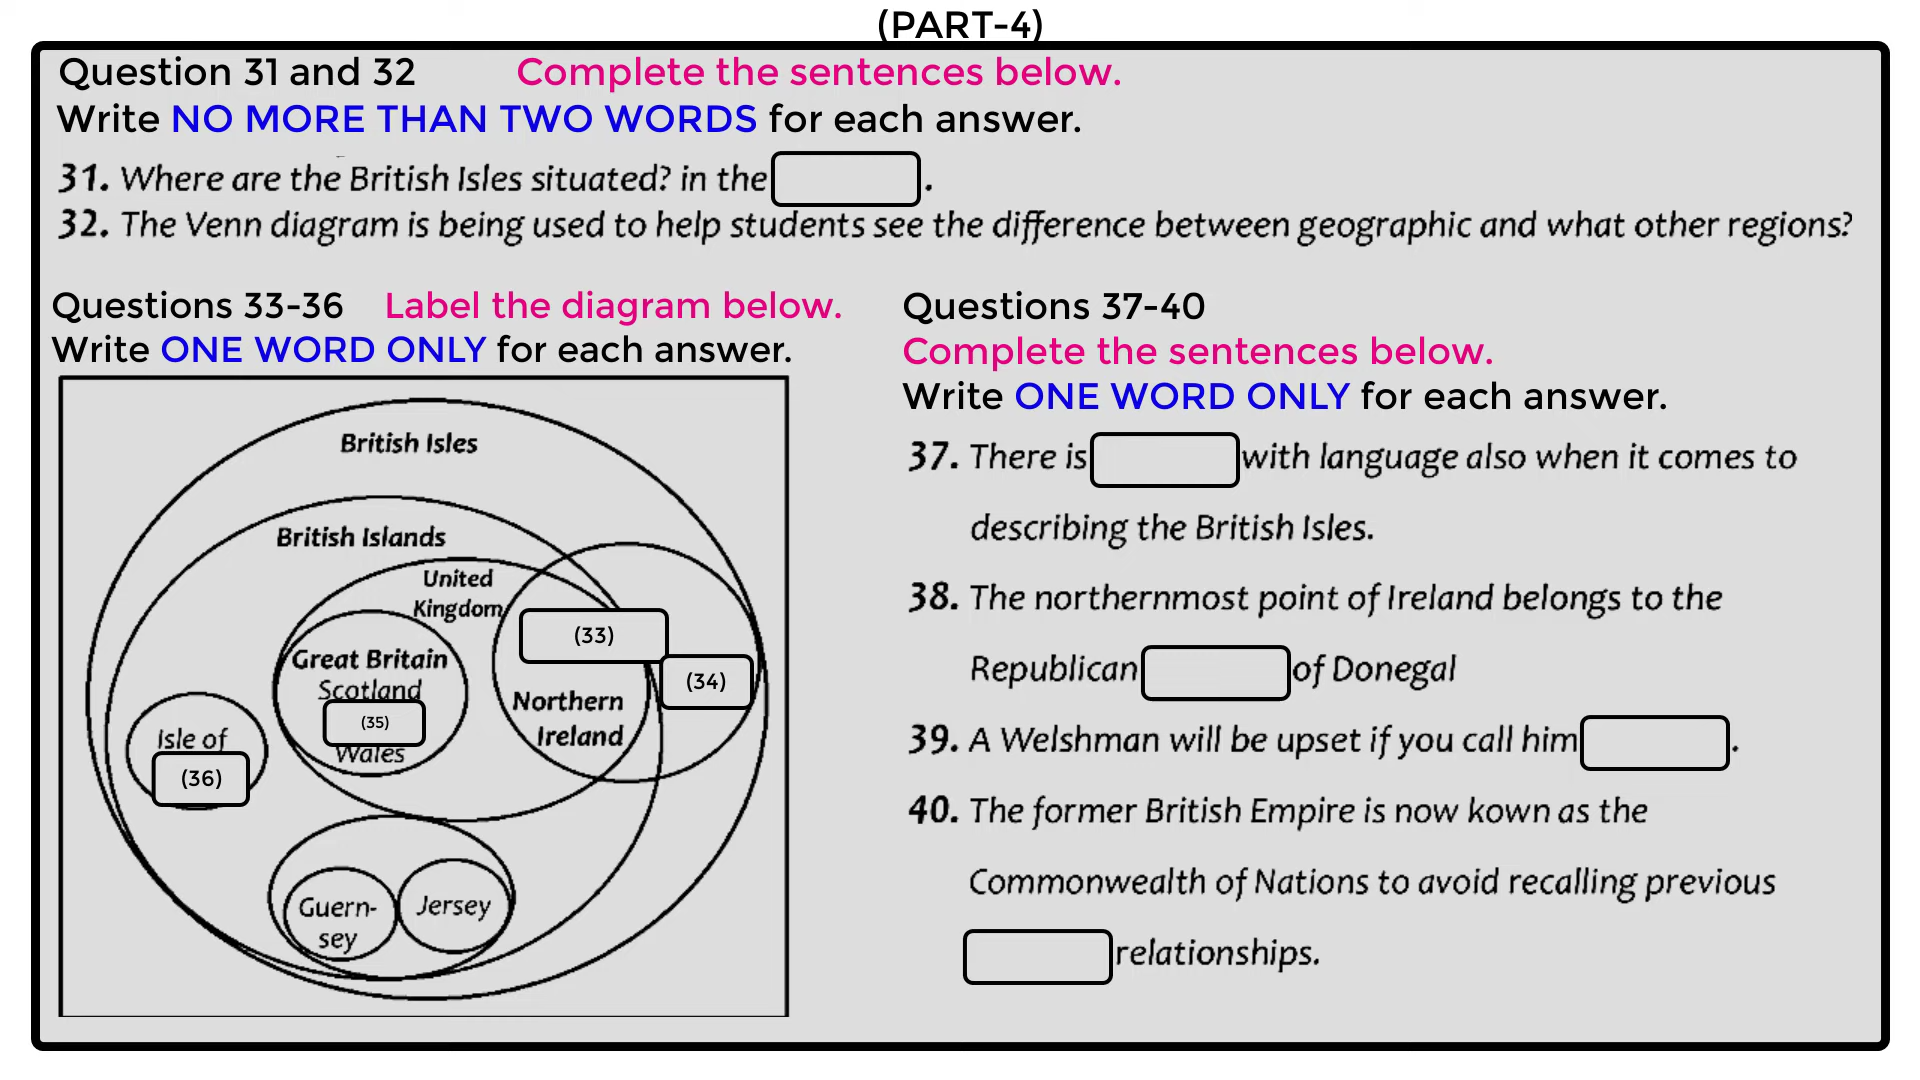 (PART-4)
Question 31 and 32 Complete the sentences below.
Write NO MORE THAN TWO WORDS for each answer.
31. Where are the British Isles situated? in the .
32. The Venn diagram is being used to help students see the difference between geographic and what other regions?
Questions 33-36 Label the diagram below.
Write ONE WORD ONLY for each answer.
British Isles
British Islands
United
Kingdom
(33)
Great Britain
Scotland
(34)
(35)
Northern
Ireland
Wales
Isle of
(36)
Guern-
sey
Jersey
Questions 37-40
Complete the sentences below.
Write ONE WORD ONLY for each answer.
37. There is with language also when it comes to
describing the British Isles.
38. The northernmost point of Ireland belongs to the
Republican of Donegal
39. A Welshman will be upset if you call him .
40. The former British Empire is now kown as the
Commonwealth of Nations to avoid recalling previous
relationships.